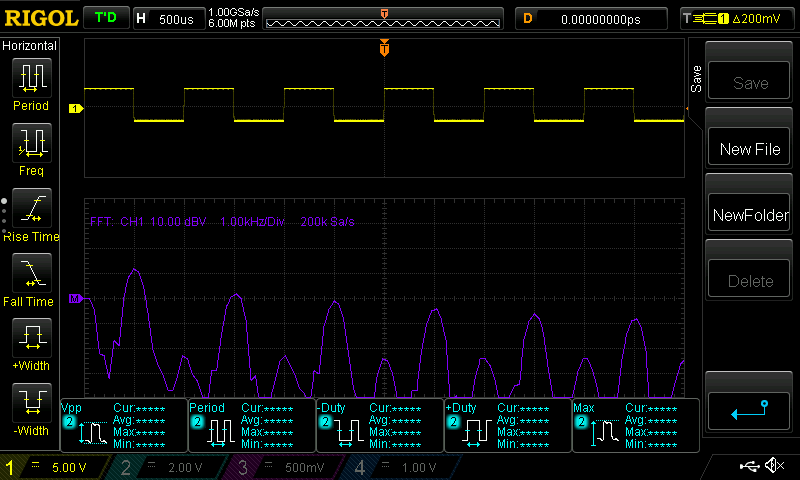 RIGOL T'D H 500us 1.00GSa/s 6.00M pts T D 0.00000000ps T 1 Δ200mV
Horizontal
Period
Freq
Rise Time
Fall Time
+Width
-Width
T
1
FFT: CH1 10.00 dBV 1.00kHz/Div 200k Sa/s
M
Save
Save
New File
NewFolder
Delete
Vpp 2 Cur:*****
Avg:*****
Max:*****
Min:*****
Period 2 Cur:*****
Avg:*****
Max:*****
Min:*****
-Duty 2 Cur:*****
Avg:*****
Max:*****
Min:*****
+Duty 2 Cur:*****
Avg:*****
Max:*****
Min:*****
Max 2 Cur:*****
Avg:*****
Max:*****
Min:*****
1 5.00 V 2 2.00 V 3 500mV 4 1.00 V